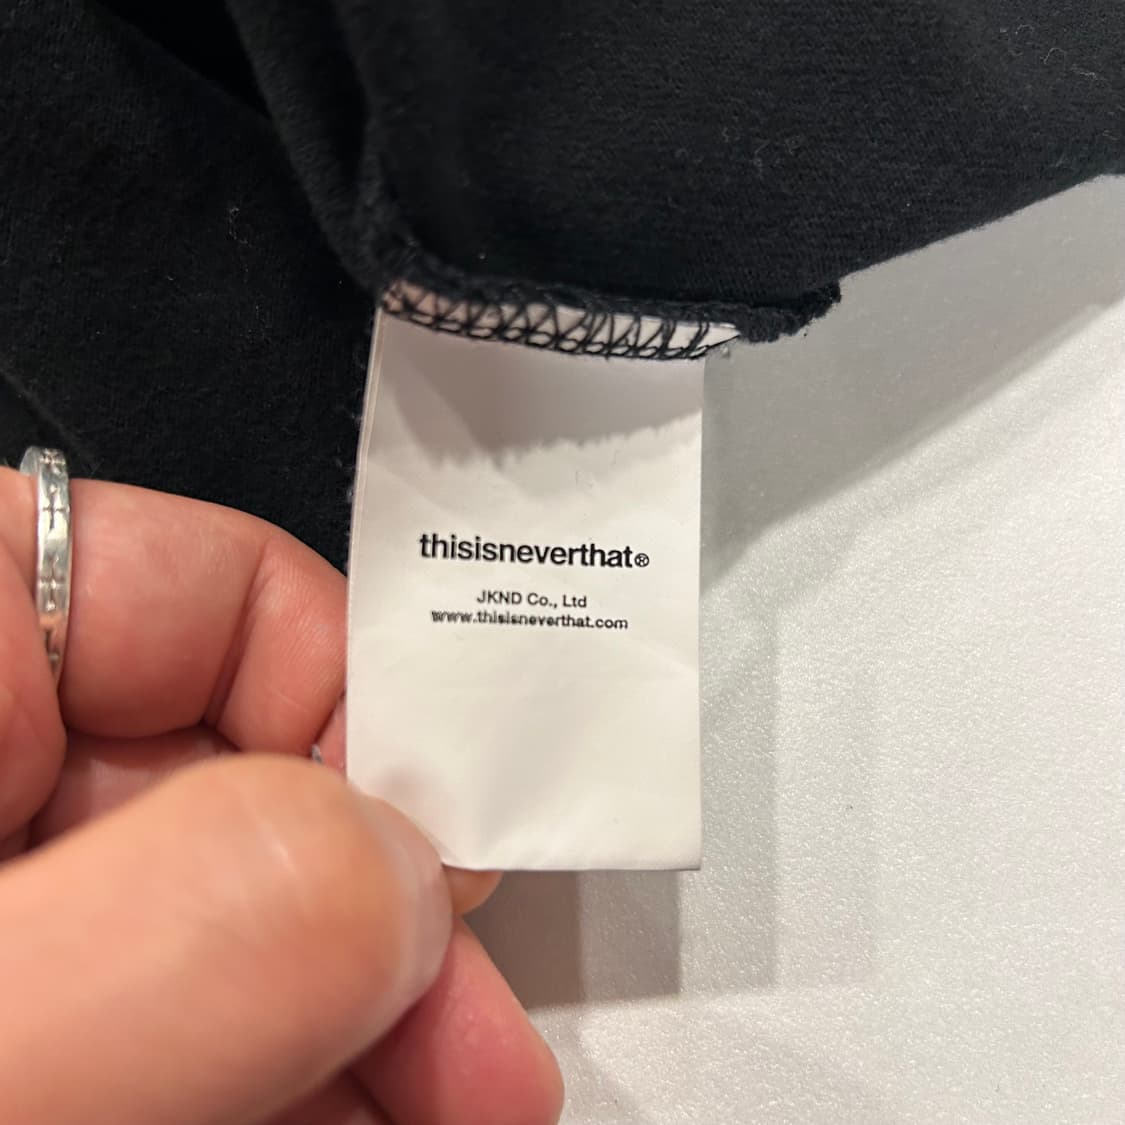 thisisneverthat®
JKND Co., Ltd
www.thisisneverthat.com